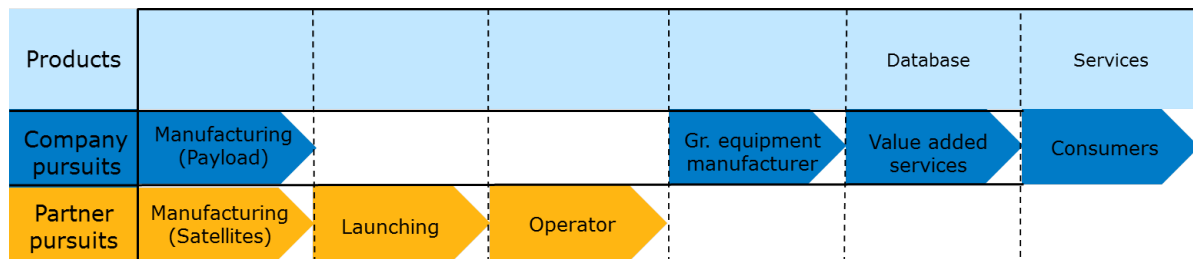 Products
Database
Services
Company
pursuits
Manufacturing
(Payload)
Gr. equipment
manufacturer
Value added
services
Consumers
Partner
pursuits
Manufacturing
(Satellites)
Launching
Operator